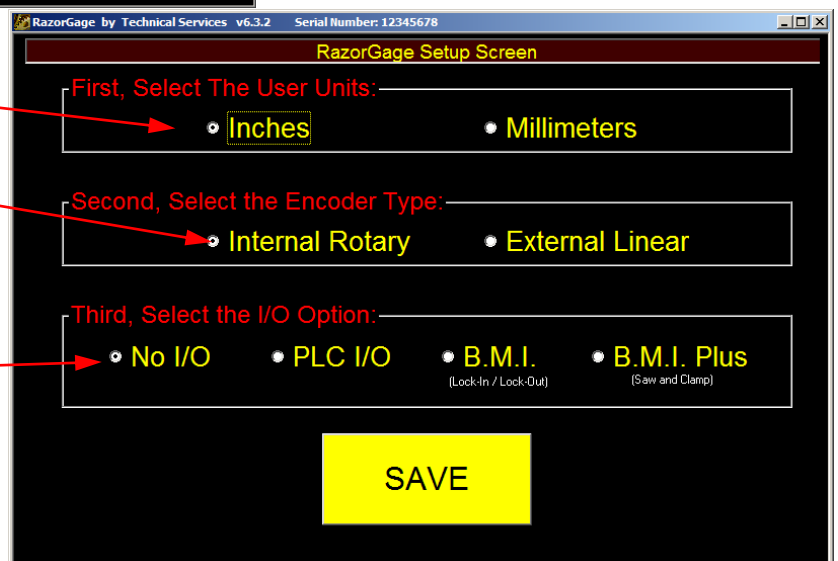 RazorGage by Technical Services v6.3.2 Serial Number: 12345678
RazorGage Setup Screen
First, Select The User Units:
Inches Millimeters
Second, Select the Encoder Type:
Internal Rotary External Linear
Third, Select the I/O Option:
No I/O PLC I/O B.M.I. B.M.I. Plus
(Lock-In / Lock-Out) (Saw and Clamp)
SAVE